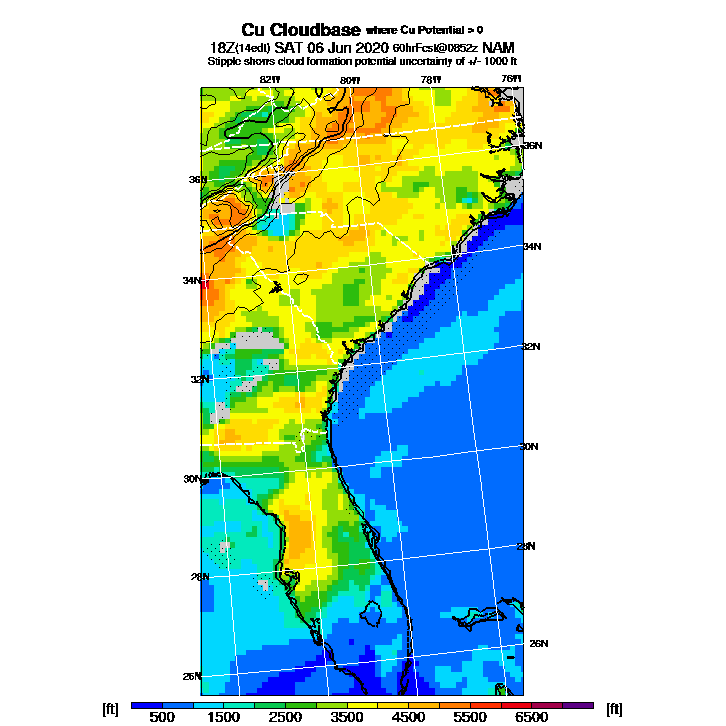 Cu Cloudbase where Cu Potential > 0
18Z(14edt) SAT 06 Jun 2020 60hrFcst@0852z NAM
Stipple shows cloud formation potential uncertainty of +/- 1000 ft
82W 80W 78W 76W
36N
36N
34N
34N
32N
32N
30N
30N
28N
28N
26N
26N
[ft] 500 1500 2500 3500 4500 5500 6500 [ft]